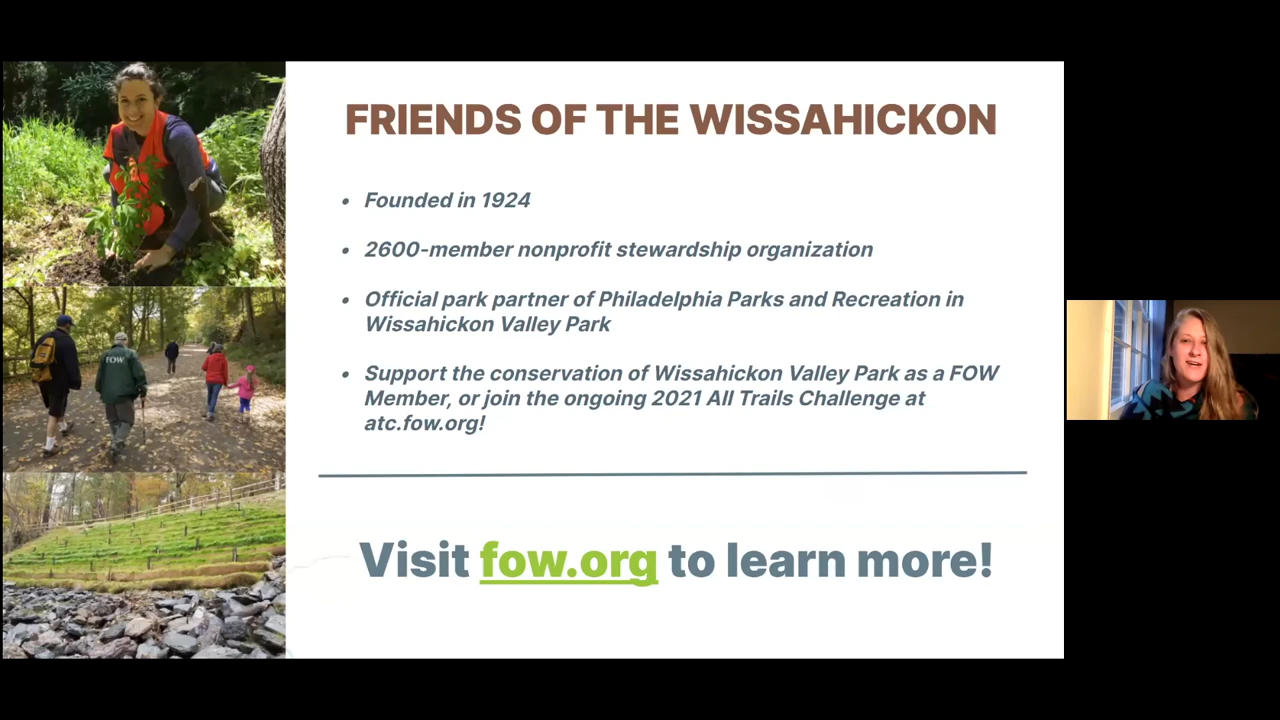 FRIENDS OF THE WISSAHICKON
• Founded in 1924
• 2600-member nonprofit stewardship organization
• Official park partner of Philadelphia Parks and Recreation in
Wissahickon Valley Park
• Support the conservation of Wissahickon Valley Park as a FOW
Member, or join the ongoing 2021 All Trails Challenge at
atc.fow.org!
Visit fow.org to learn more!
FOW